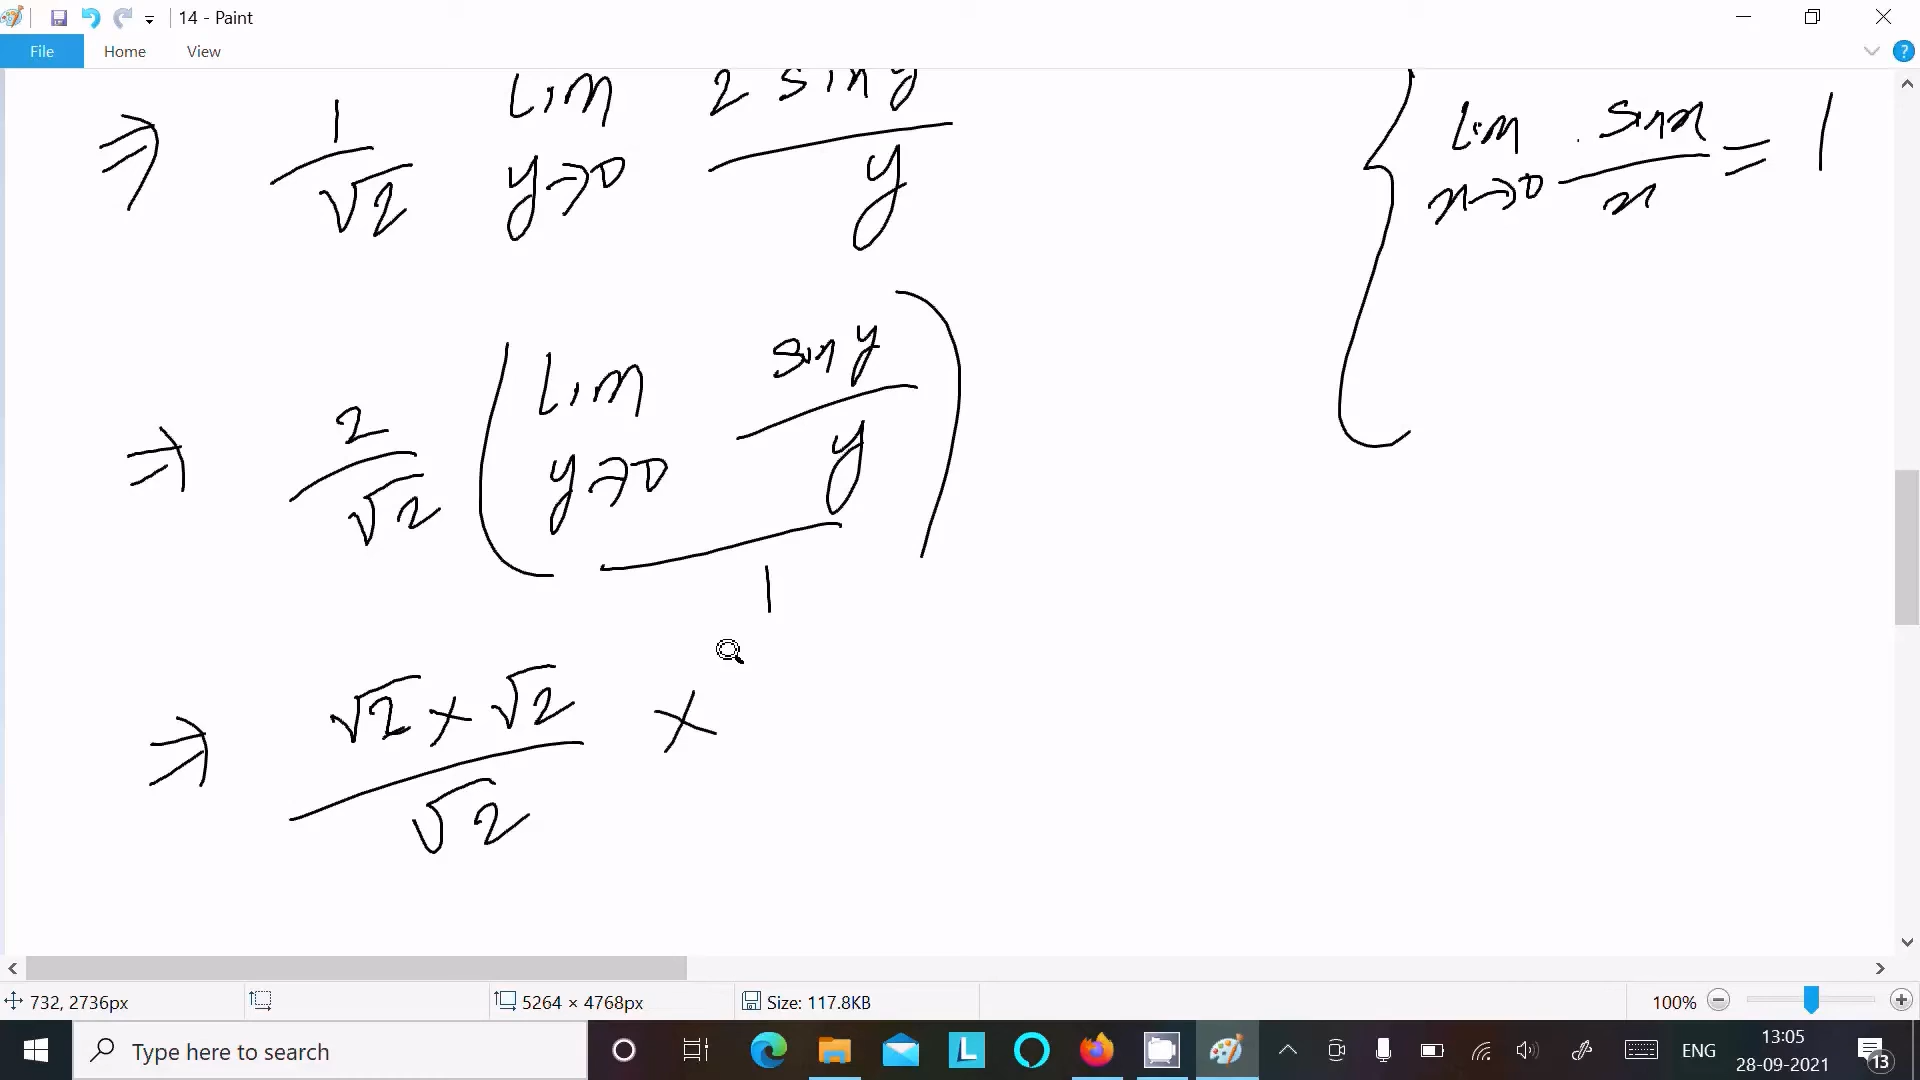 14 - Paint
File Home View
⇒ 1/√2 lim y→0 2 sin y / y
{ lim x→0 sin x / x = 1
⇒ 2/√2 ( lim y→0 sin y / y )
1
⇒ √2 × √2 / √2 ×
732, 2736px 5264 × 4768px Size: 117.8KB 100%
Type here to search L ENG 13:05
28-09-2021 13